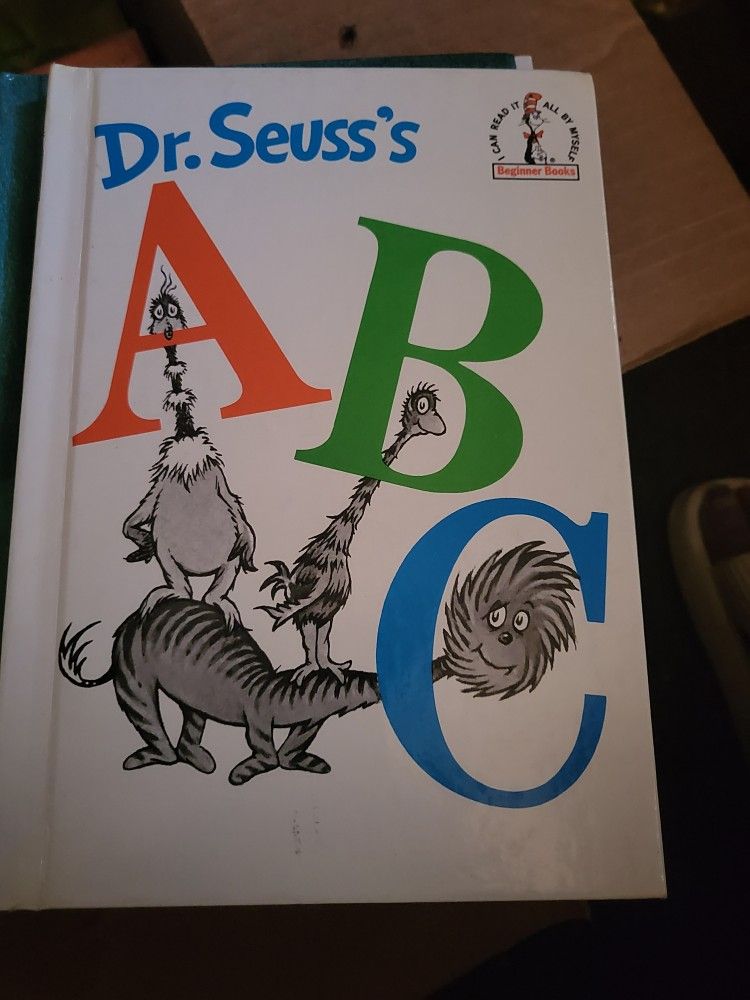 Dr. Seuss's
I CAN READ IT ALL BY MYSELF
Beginner Books
A
B
C